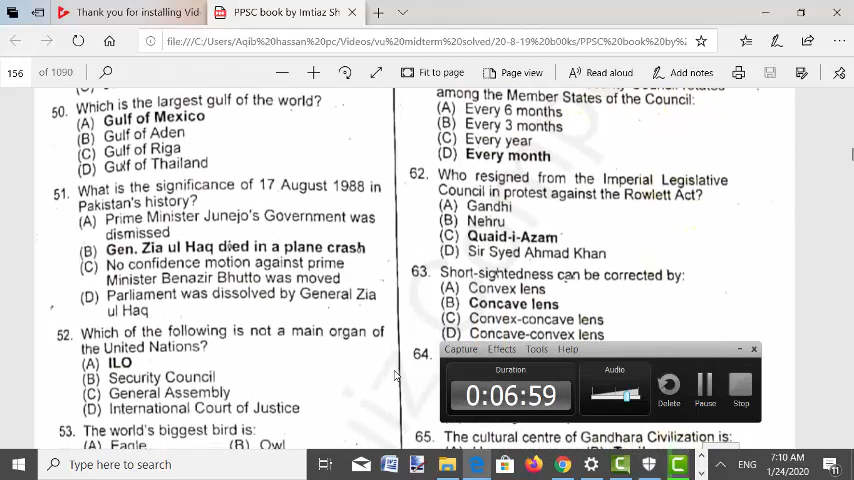 Thank you for installing Vid
PPSC book by Imtiaz Sh
file:///C:/Users/Aqib%20hassan%20pc/Videos/vu%20midterm%20solved/20-8-19%20b00ks/PPSC%20book%20by%
156 of 1090
Fit to page
Page view
Read aloud
Add notes
50. Which is the largest gulf of the world?
(A) Gulf of Mexico
(B) Gulf of Aden
(C) Gulf of Riga
(D) Gulf of Thailand
51. What is the significance of 17 August 1988 in
Pakistan's history?
(A) Prime Minister Junejo's Government was
dismissed
(B) Gen. Zia ul Haq died in a plane crash
(C) No confidence motion against prime
Minister Benazir Bhutto was moved
(D) Parliament was dissolved by General Zia
ul Haq
52. Which of the following is not a main organ of
the United Nations?
(A) ILO
(B) Security Council
(C) General Assembly
(D) International Court of Justice
53. The world's biggest bird is:
(A) Eagle (B) Owl
among the Member States of the Council:
(A) Every 6 months
(B) Every 3 months
(C) Every year
(D) Every month
62. Who resigned from the Imperial Legislative
Council in protest against the Rowlett Act?
(A) Gandhi
(B) Nehru
(C) Quaid-i-Azam
(D) Sir Syed Ahmad Khan
63. Short-sightedness can be corrected by:
(A) Convex lens
(B) Concave lens
(C) Convex-concave lens
(D) Concave-convex lens
64.
65. The cultural centre of Gandhara Civilization is:
Capture Effects Tools Help
Duration
0:06:59
Audio
Delete
Pause
Stop
Type here to search
7:10 AM
ENG
1/24/2020
11